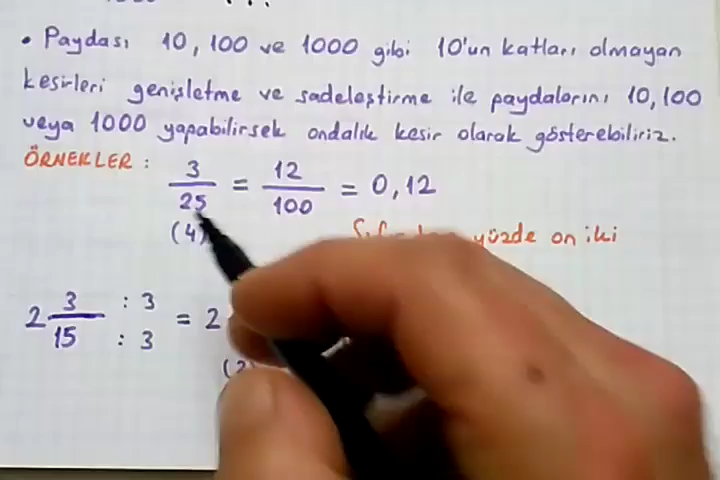 • Paydası 10, 100 ve 1000 gibi 10'un katları olmayan
kesirleri genişletme ve sadeleştirme ile paydalarını 10, 100
veya 1000 yapabilirsek ondalık kesir olarak gösterebiliriz.
ÖRNEKLER : 3/25 = 12/100 = 0,12
(4) yüzde on iki
2 3/15 : 3 : 3 = 2
(2)